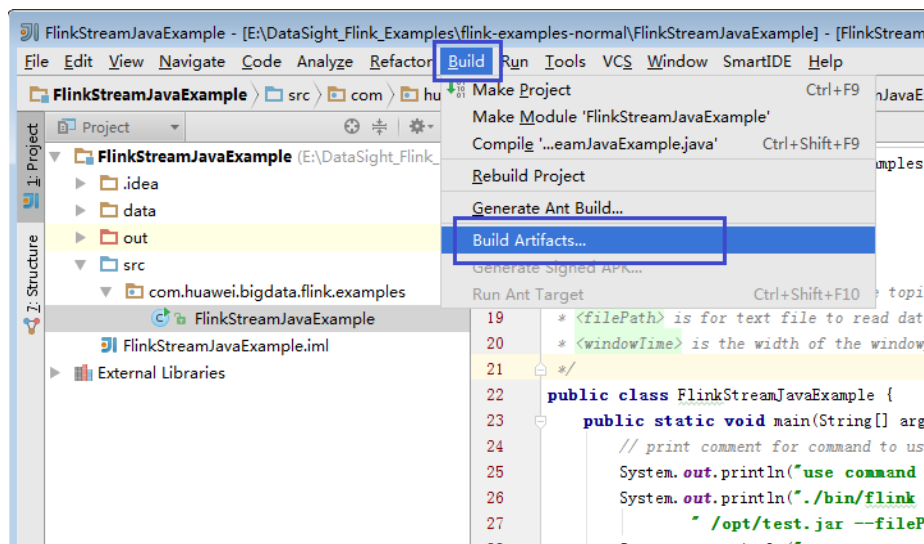 FlinkStreamJavaExample - [E:\DataSight_Flink_Examples\flink-examples-normal\FlinkStreamJavaExample] - [FlinkStream
File Edit View Navigate Code Analyze Refactor Build Run Tools VCS Window SmartIDE Help
FlinkStreamJavaExample src com hu
Make Project Ctrl+F9
Make Module 'FlinkStreamJavaExample'
Compile '...eamJavaExample.java' Ctrl+Shift+F9
Rebuild Project
Generate Ant Build...
Build Artifacts...
Generate Signed APK...
Run Ant Target Ctrl+Shift+F10
1: Project
7: Structure
Project
FlinkStreamJavaExample (E:\DataSight_Flink_
.idea
data
out
src
com.huawei.bigdata.flink.examples
FlinkStreamJavaExample
FlinkStreamJavaExample.iml
External Libraries
nJavaE
mples
topi
19 * <filePath> is for text file to read dat
20 * <windowTime> is the width of the window
21 */
22 public class FlinkStreamJavaExample {
23 public static void main(String[] arg
24 // print comment for command to us
25 System.out.println("use command
26 System.out.println("./bin/flink
27 " /opt/test.jar --fileP